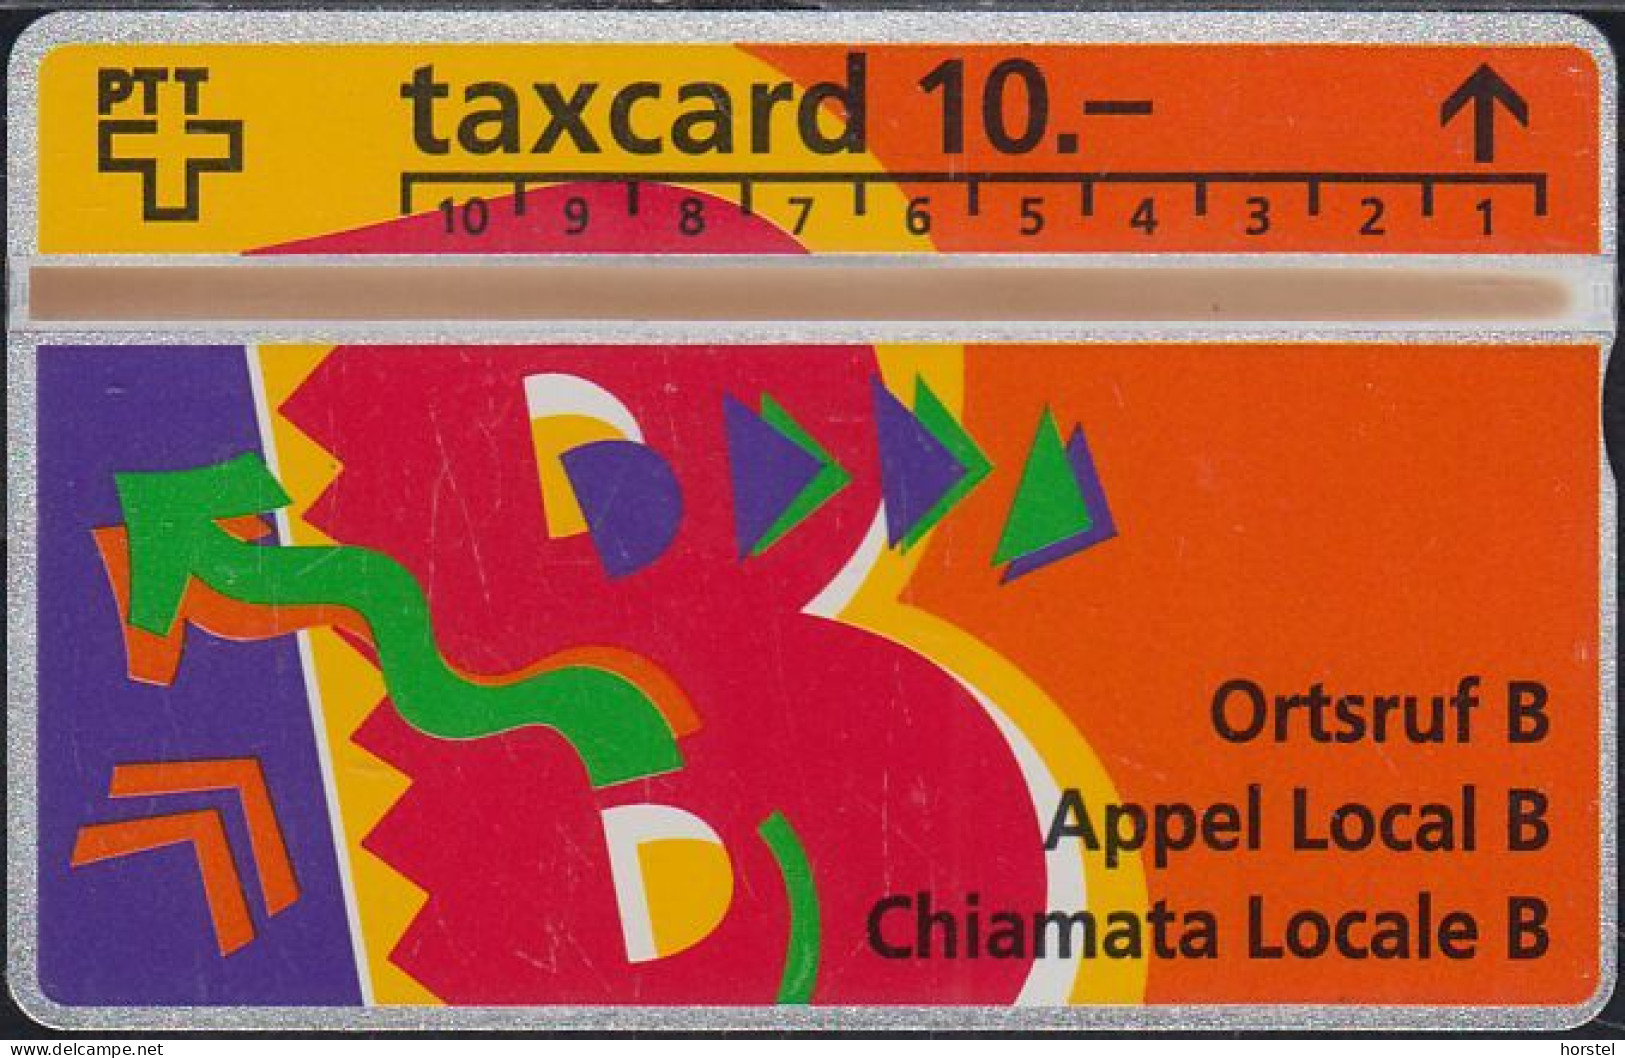 PTT
taxcard 10.–
10 9 8 7 6 5 4 3 2 1
Ortsruf B
Appel Local B
Chiamata Locale B
www.delcampe.net
horstel